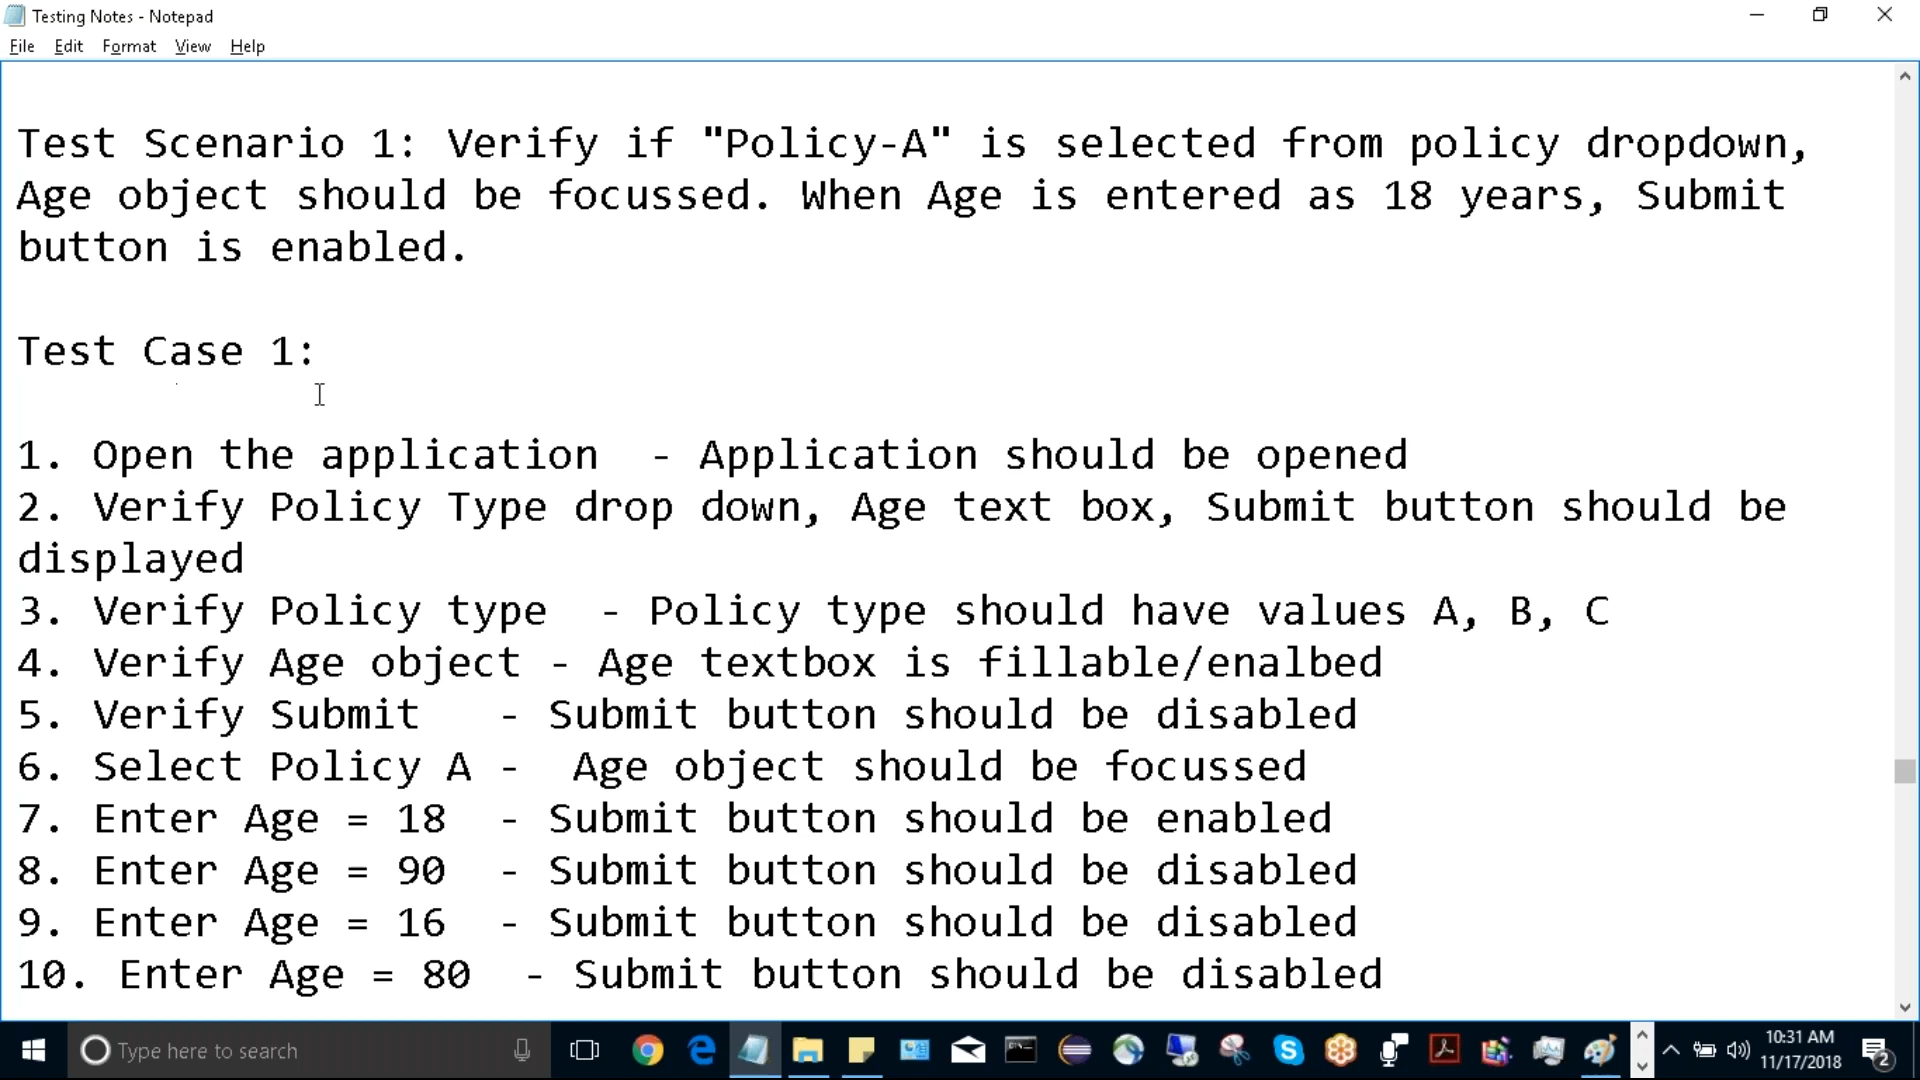 Testing Notes - Notepad
File Edit Format View Help
Test Scenario 1: Verify if "Policy-A" is selected from policy dropdown,
Age object should be focussed. When Age is entered as 18 years, Submit
button is enabled.
Test Case 1:
1. Open the application  - Application should be opened
2. Verify Policy Type drop down, Age text box, Submit button should be
displayed
3. Verify Policy type  - Policy type should have values A, B, C
4. Verify Age object - Age textbox is fillable/enalbed
5. Verify Submit   - Submit button should be disabled
6. Select Policy A -  Age object should be focussed
7. Enter Age = 18  - Submit button should be enabled
8. Enter Age = 90  - Submit button should be disabled
9. Enter Age = 16  - Submit button should be disabled
10. Enter Age = 80  - Submit button should be disabled
Type here to search
10:31 AM
11/17/2018
2